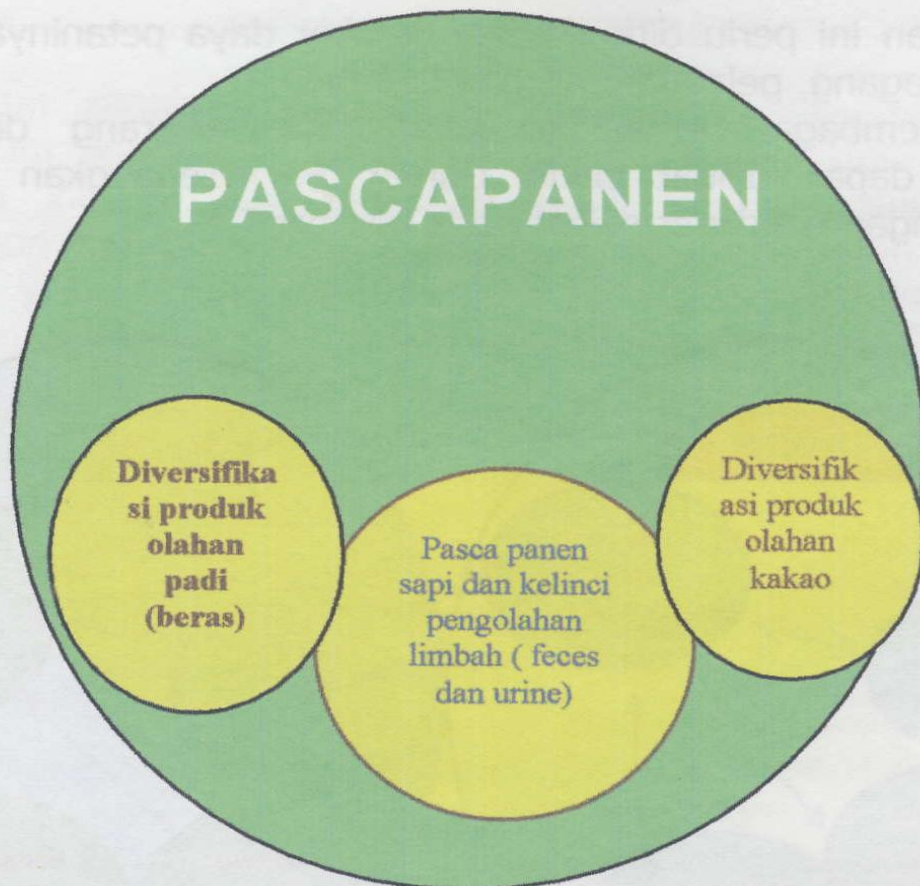 PASCAPANEN
Diversifika
si produk
olahan
padi
(beras)
Pasca panen
sapi dan kelinci
pengolahan
limbah ( feces
dan urine)
Diversifik
asi produk
olahan
kakao